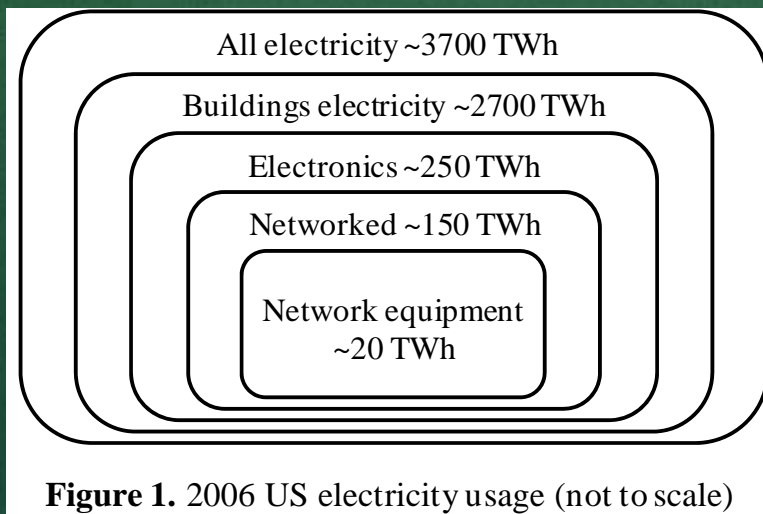 All electricity ~3700 TWh
Buildings electricity ~2700 TWh
Electronics ~250 TWh
Networked ~150 TWh
Network equipment
~20 TWh
Figure 1. 2006 US electricity usage (not to scale)